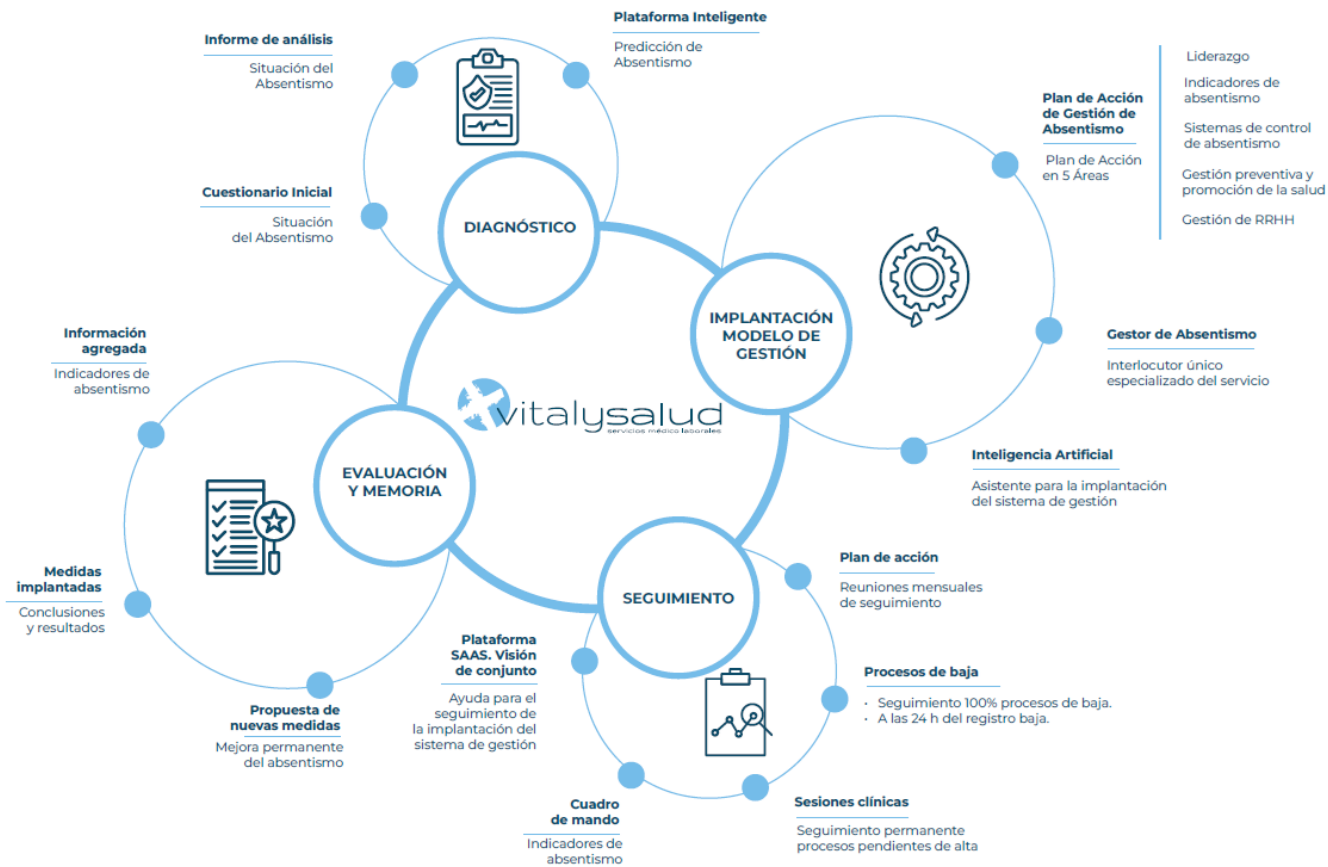 Informe de análisis
Situación del
Absentismo
Plataforma Inteligente
Predicción de
Absentismo
Cuestionario Inicial
Situación
del Absentismo
DIAGNÓSTICO
Plan de Acción
de Gestión de
Absentismo
Plan de Acción
en 5 Áreas
Liderazgo
Indicadores de
absentismo
Sistemas de control
de absentismo
Gestión preventiva y
promoción de la salud
Gestión de RRHH
IMPLANTACIÓN
MODELO DE
GESTIÓN
Gestor de Absentismo
Interlocutor único
especializado del servicio
Inteligencia Artificial
Asistente para la implantación
del sistema de gestión
vitalysalud
servicios médico laborales
Información
agregada
Indicadores de
absentismo
EVALUACIÓN
Y MEMORIA
Medidas
implantadas
Conclusiones
y resultados
Propuesta de
nuevas medidas
Mejora permanente
del absentismo
SEGUIMIENTO
Plan de acción
Reuniones mensuales
de seguimiento
Procesos de baja
• Seguimiento 100% procesos de baja.
• A las 24 h del registro baja.
Sesiones clínicas
Seguimiento permanente
procesos pendientes de alta
Plataforma
SAAS. Visión
de conjunto
Ayuda para el
seguimiento de
la implantación del
sistema de gestión
Cuadro
de mando
Indicadores de
absentismo